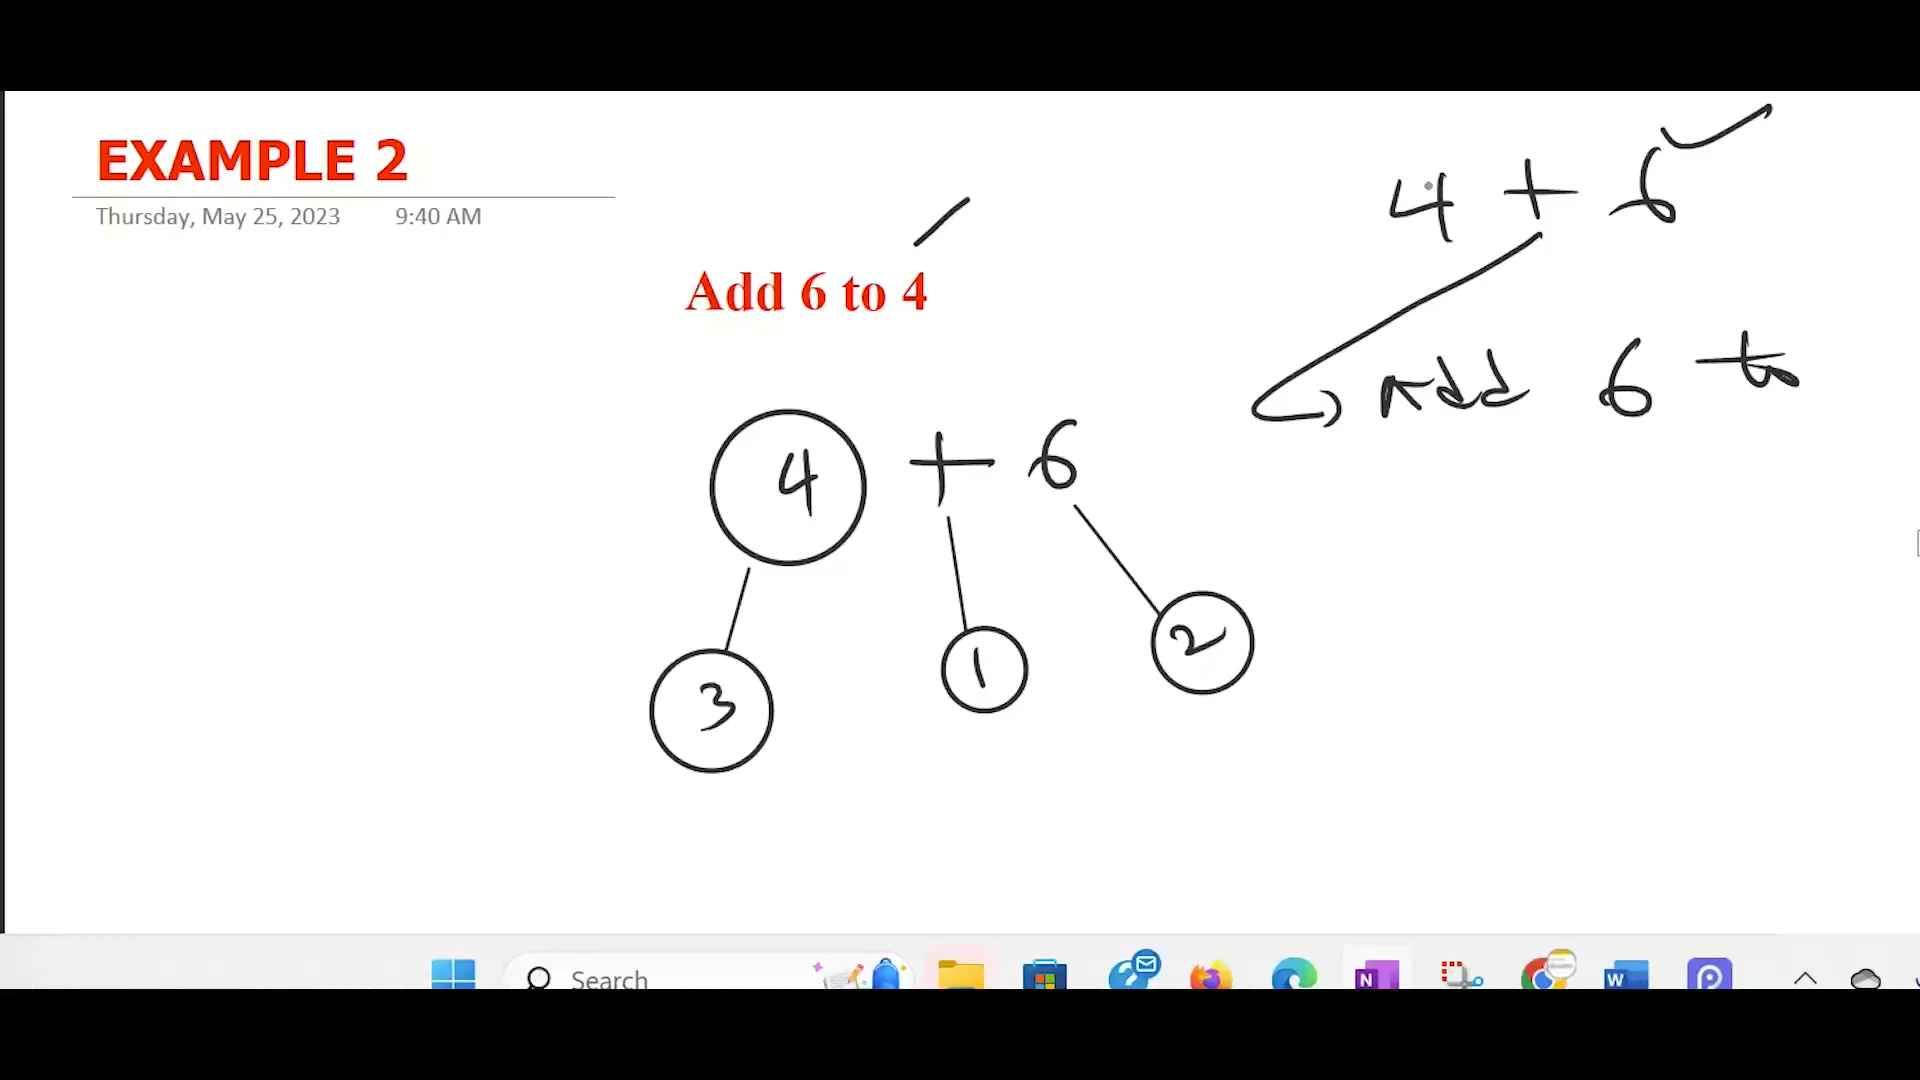 EXAMPLE 2
Thursday, May 25, 2023 9:40 AM
4 + 6
Add 6 to 4
Add 6 to
4 + 6
3 1 2
Search